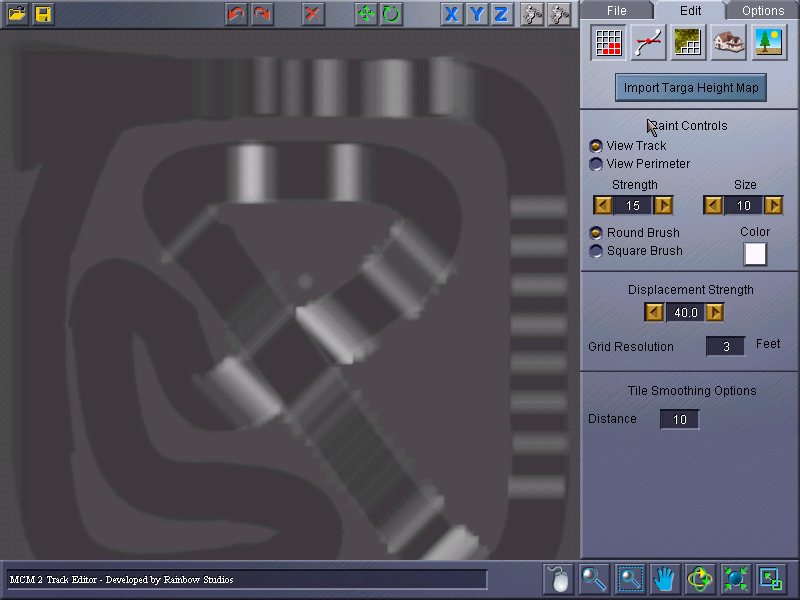 X Y Z
File Edit Options
Import Targa Height Map
Paint Controls
View Track
View Perimeter
Strength Size
15 10
Round Brush Color
Square Brush
Displacement Strength
40.0
Grid Resolution 3 Feet
Tile Smoothing Options
Distance 10
MCM 2 Track Editor - Developed by Rainbow Studios